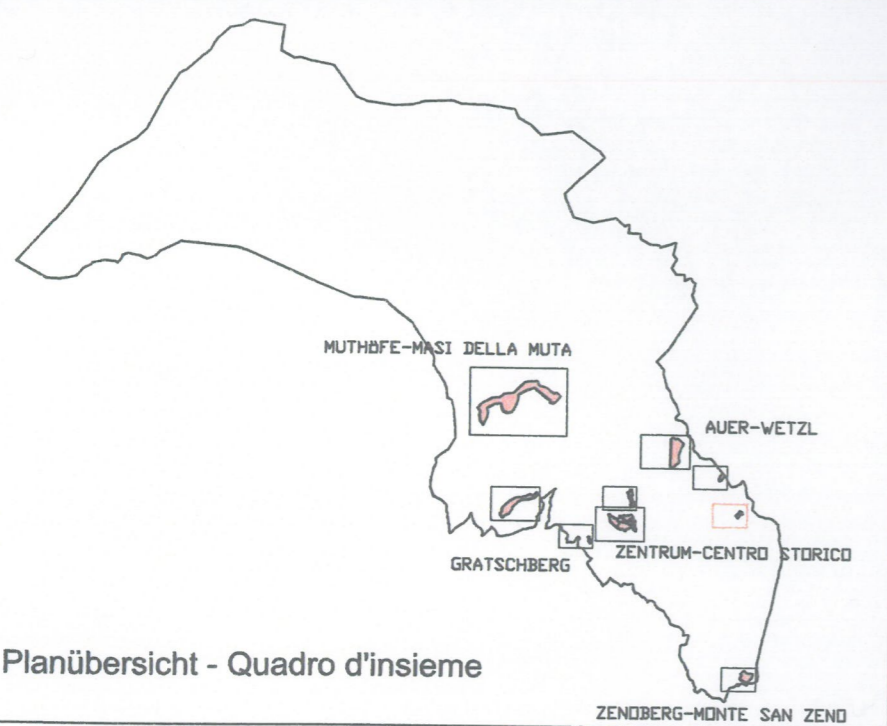 MUTHÖFE-MASI DELLA MUTA
AUER-WETZL
ZENTRUM-CENTRO STORICO
GRATSCHBERG
Planübersicht - Quadro d'insieme
ZENOBERG-MONTE SAN ZENO